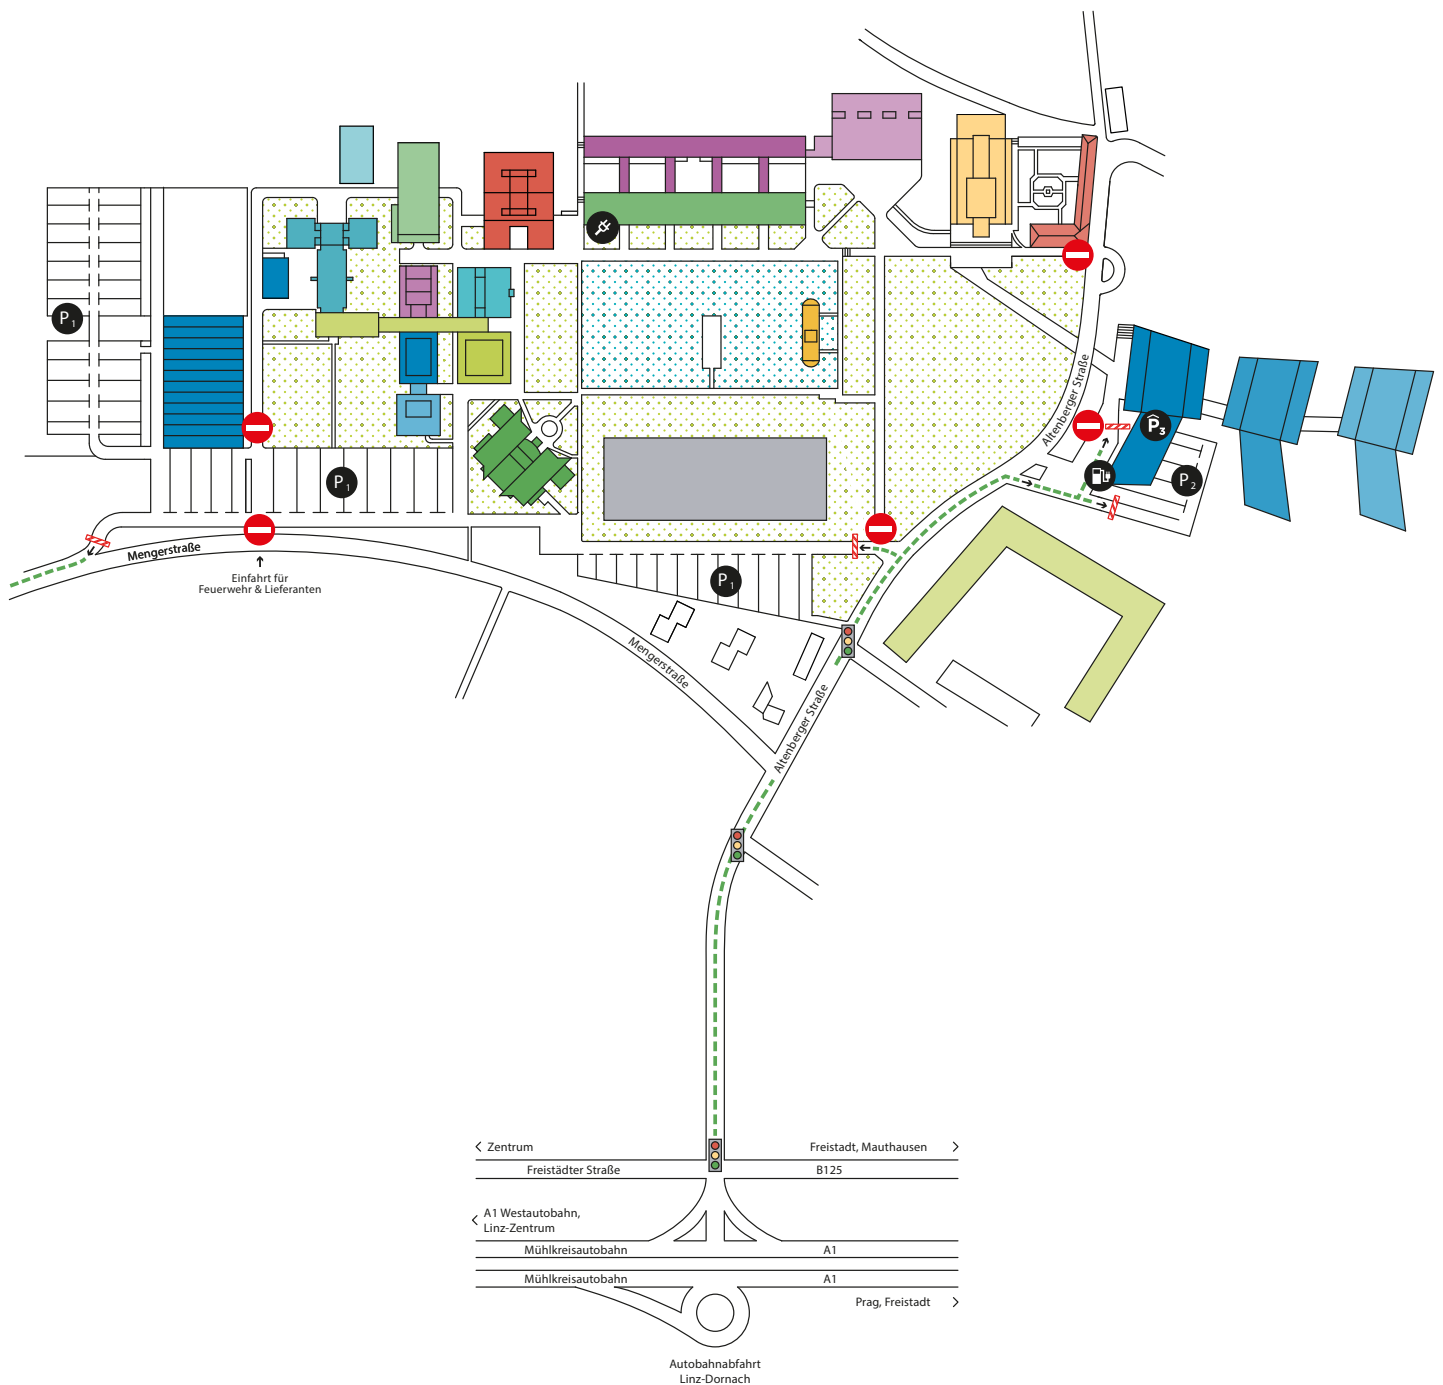 P1
Altenberger Straße
P3
P2
P1
Mengerstraße
Einfahrt für
Feuerwehr & Lieferanten
P1
Mengerstraße
Altenberger Straße
Zentrum
Freistadt, Mauthausen
Freistädter Straße
B125
A1 Westautobahn,
Linz-Zentrum
Mühlkreisautobahn
A1
Mühlkreisautobahn
A1
Prag, Freistadt
Autobahnabfahrt
Linz-Dornach